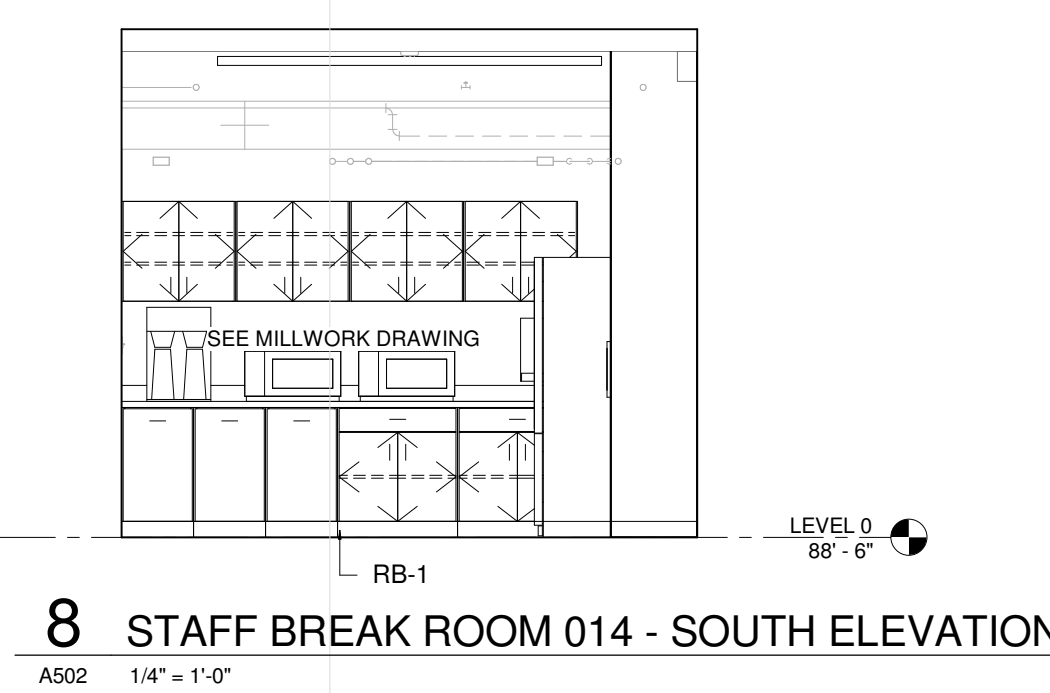 SEE MILLWORK DRAWING
LEVEL 0
88' - 6"
RB-1
8 STAFF BREAK ROOM 014 - SOUTH ELEVATION
A502 1/4" = 1'-0"